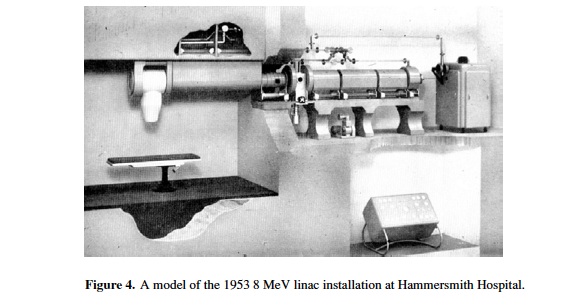 Figure 4. A model of the 1953 8 MeV linac installation at Hammersmith Hospital.